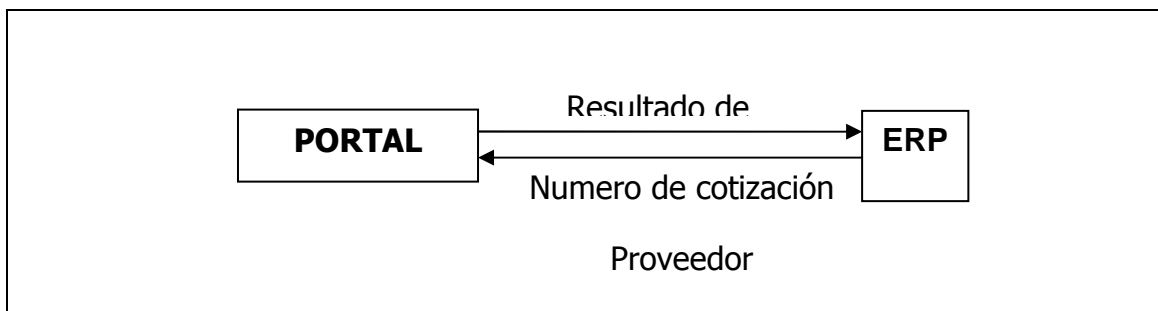 Resultado de
PORTAL
ERP
Numero de cotización
Proveedor